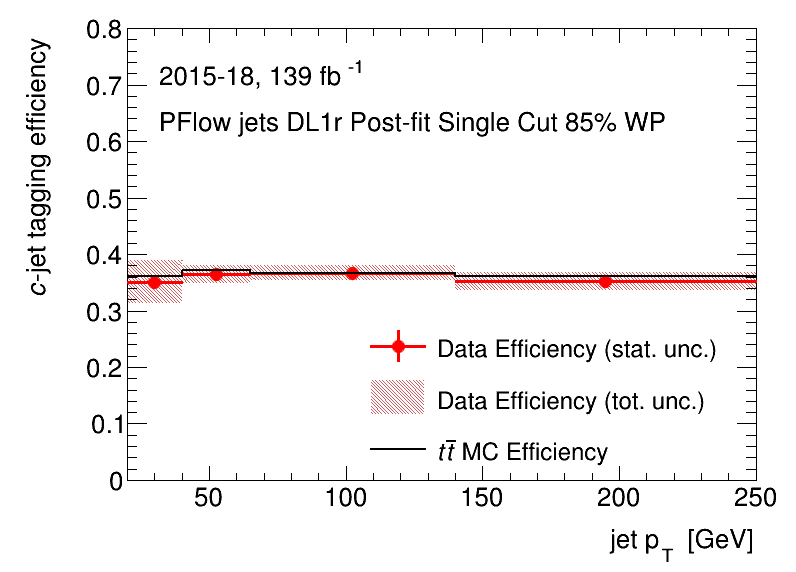 0.8
0.7
0.6
0.5
0.4
0.3
0.2
0.1
0
c-jet tagging efficiency
2015-18, 139 fb⁻¹
PFlow jets DL1r Post-fit Single Cut 85% WP
Data Efficiency (stat. unc.)
Data Efficiency (tot. unc.)
tt̄ MC Efficiency
50 100 150 200 250
jet p_T [GeV]